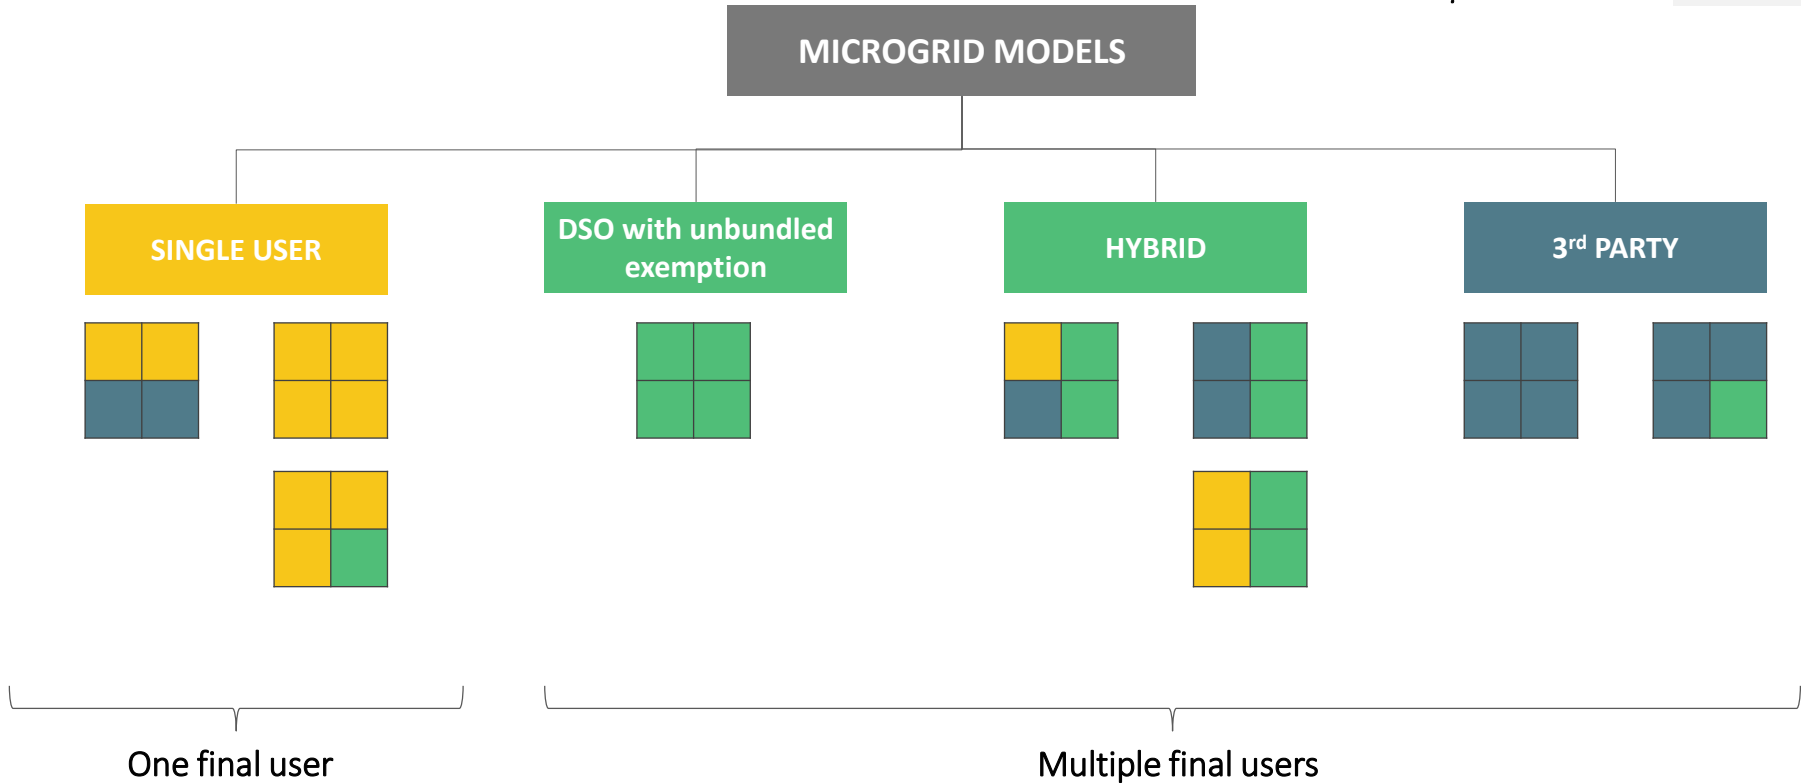 MICROGRID MODELS
SINGLE USER
DSO with unbundled
exemption
HYBRID
3rd PARTY
One final user
Multiple final users